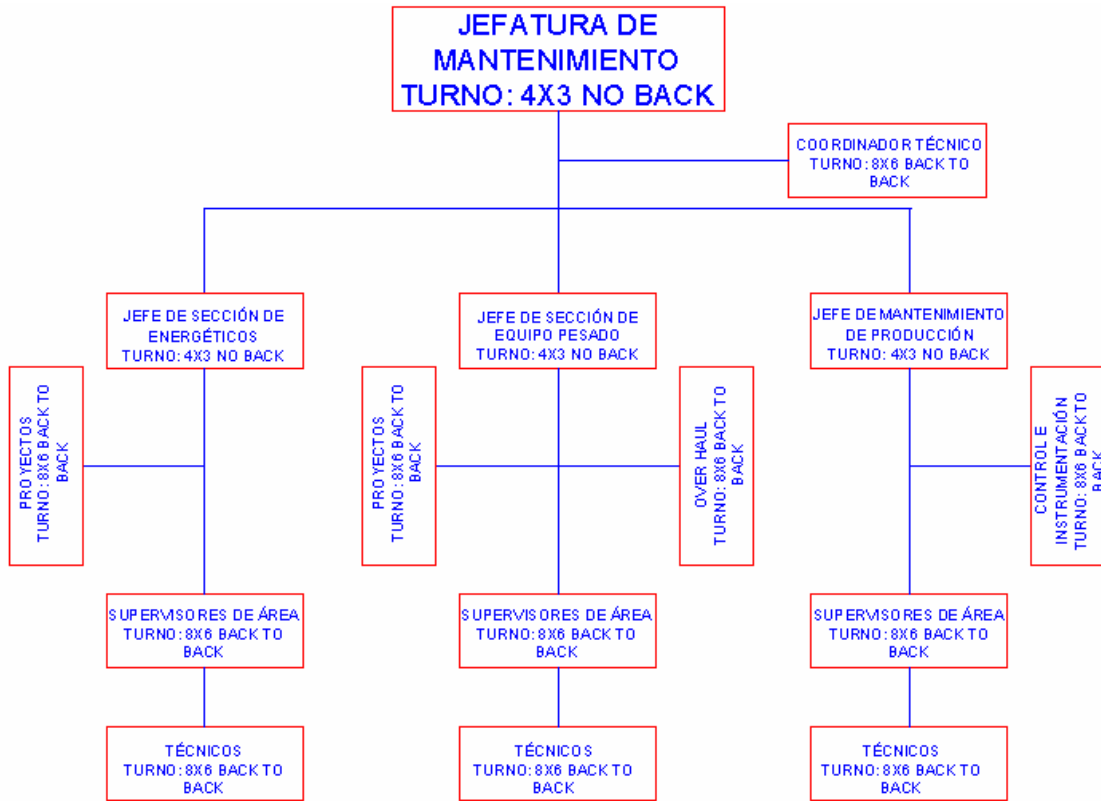 JEFATURA DE
MANTENIMIENTO
TURNO: 4X3 NO BACK
COORDINADOR TÉCNICO
TURNO: 8X6 BACK TO
BACK
JEFE DE SECCIÓN DE
ENERGÉTICOS
TURNO: 4X3 NO BACK
JEFE DE SECCIÓN DE
EQUIPO PESADO
TURNO: 4X3 NO BACK
JEFE DE MANTENIMIENTO
DE PRODUCCIÓN
TURNO: 4X3 NO BACK
PROYECTOS
TURNO: 8X6 BACK TO
BACK
PROYECTOS
TURNO: 8X6 BACK TO
BACK
OVER HAUL
TURNO: 8X6 BACK TO
BACK
CONTROL E
INSTRUMENTACIÓN
TURNO: 8X6 BACK TO
BACK
SUPERVISORES DE ÁREA
TURNO: 8X6 BACK TO
BACK
SUPERVISORES DE ÁREA
TURNO: 8X6 BACK TO
BACK
SUPERVISORES DE ÁREA
TURNO: 8X6 BACK TO
BACK
TÉCNICOS
TURNO: 8X6 BACK TO
BACK
TÉCNICOS
TURNO: 8X6 BACK TO
BACK
TÉCNICOS
TURNO: 8X6 BACK TO
BACK